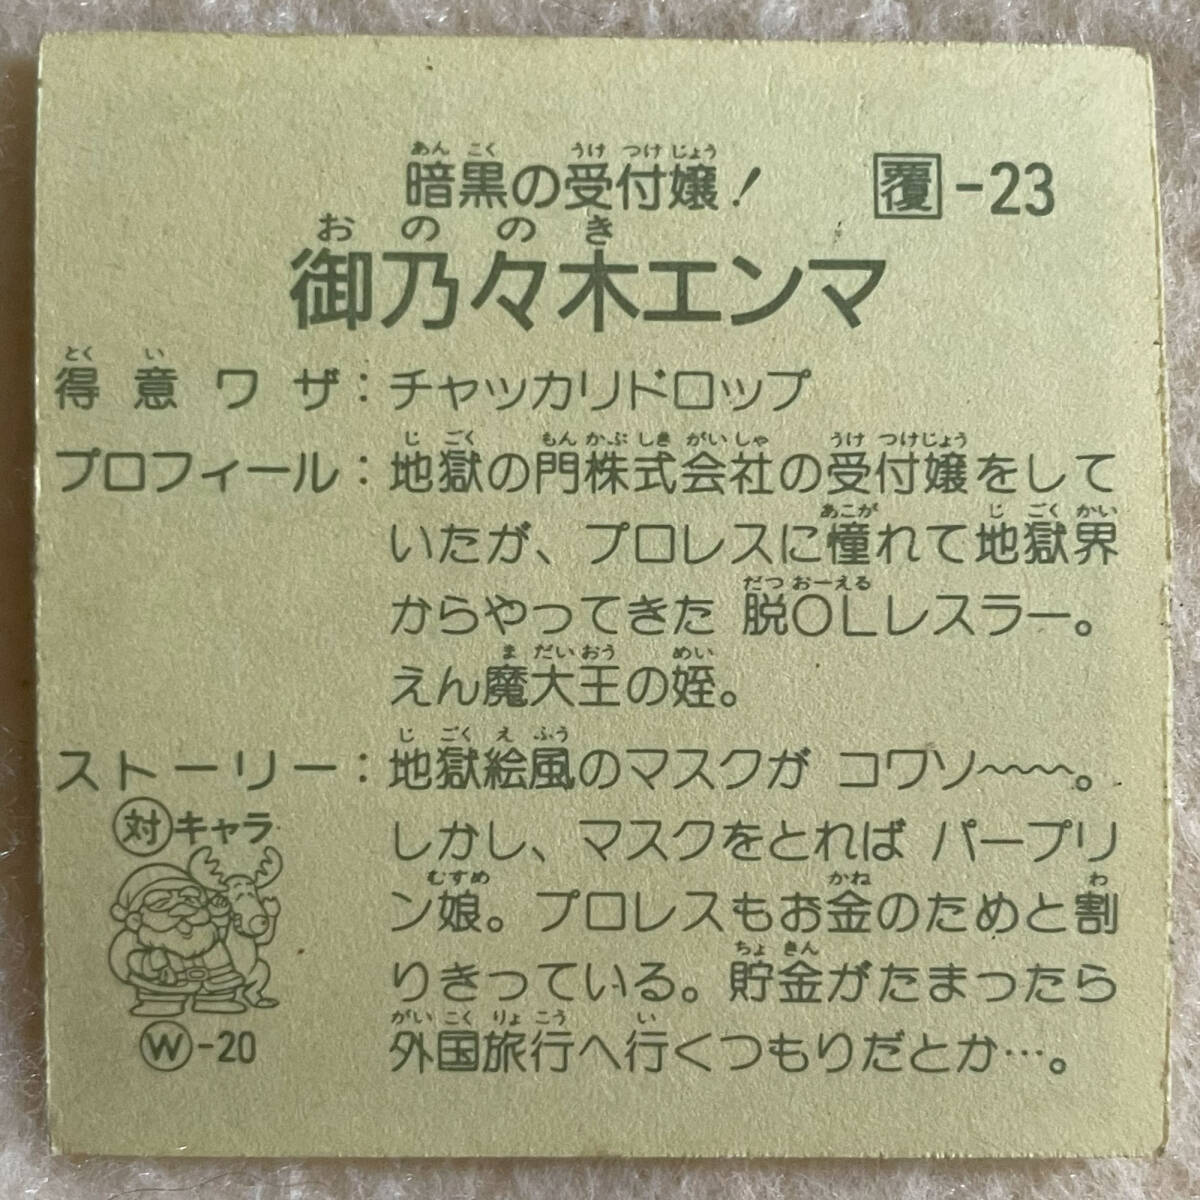 暗黒の受付嬢！ 覆-23
あんこく うけつけじょう
御乃々木エンマ
おののき
得意ワザ：チャッカリドロップ
とくい
プロフィール：地獄の門株式会社の受付嬢をして
じごく もんかぶしきがいしゃ うけつけじょう
いたが、プロレスに憧れて地獄界
あこが じごくかい
からやってきた 脱OLレスラー。
だつおーえる
えん魔大王の姪。
まだいおう めい
ストーリー：地獄絵風のマスクが コワソ〜〜〜。
じごくえふう
しかし、マスクをとれば パープリ
ン娘。プロレスもお金のためと割
むすめ かね わ
りきっている。貯金がたまったら
ちょきん
外国旅行へ行くつもりだとか…。
がいこくりょこう い
対キャラ
W-20